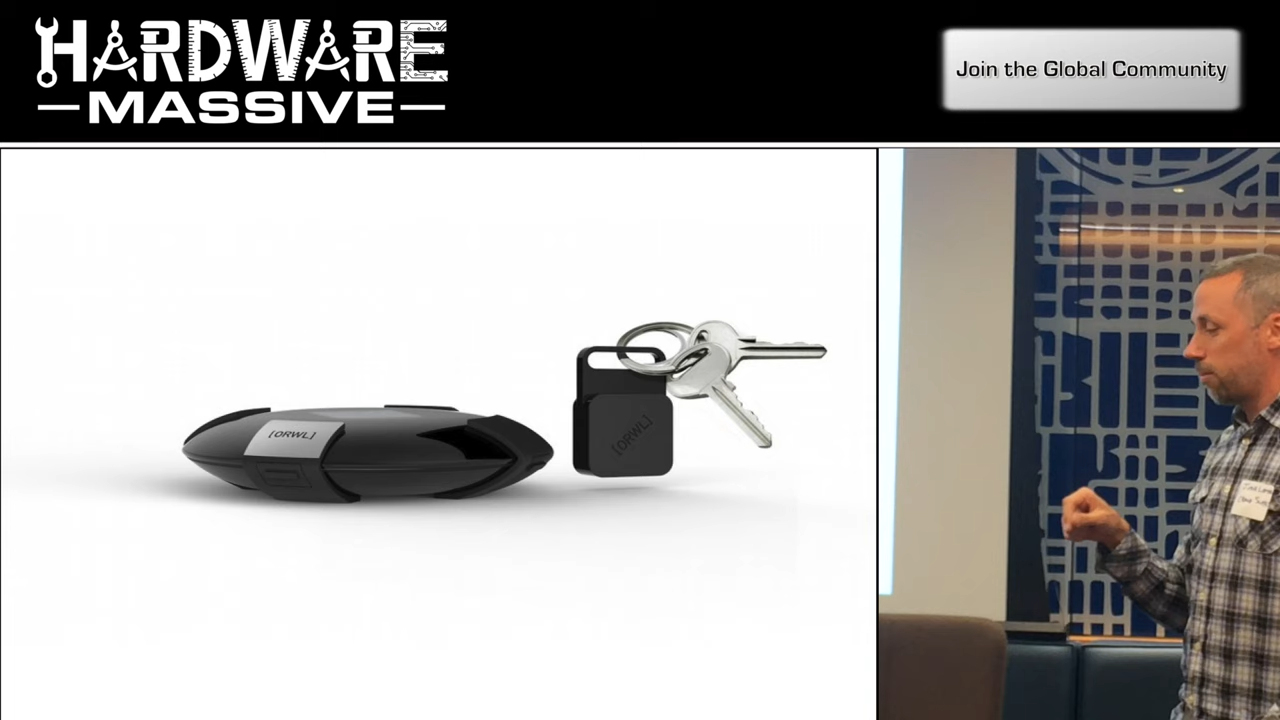 HARDWARE
—MASSIVE—
Join the Global Community
[ORWL]
[ORWL]